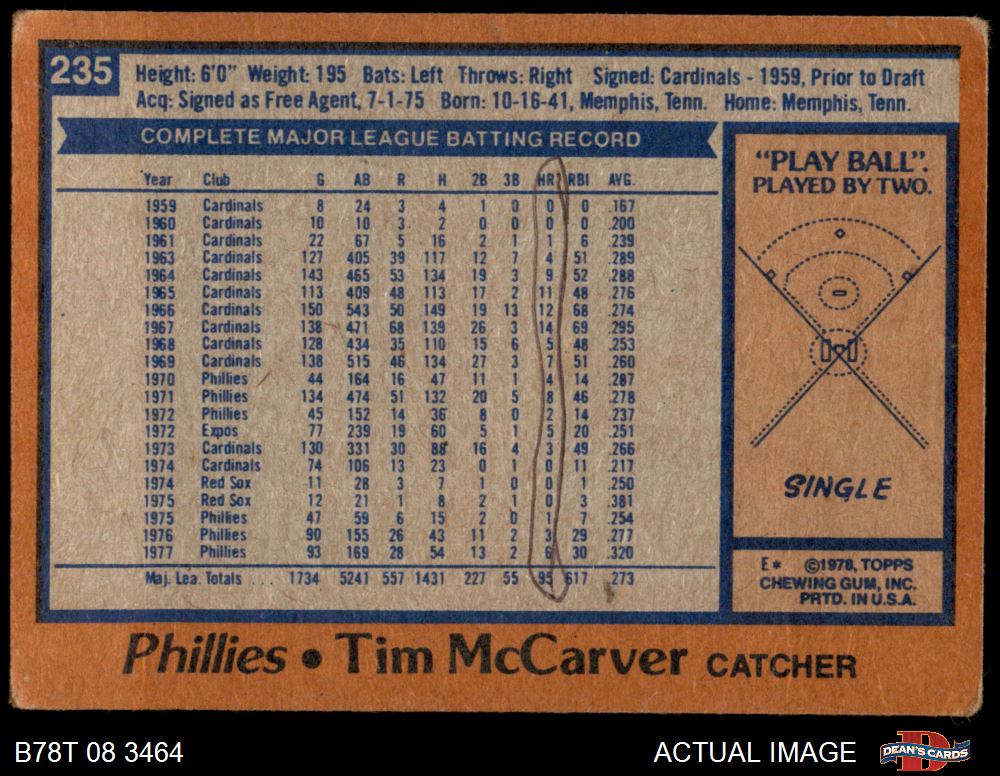 235
Height: 6'0" Weight: 195 Bats: Left Throws: Right Signed: Cardinals - 1959, Prior to Draft
Acq: Signed as Free Agent, 7-1-75 Born: 10-16-41, Memphis, Tenn. Home: Memphis, Tenn.
COMPLETE MAJOR LEAGUE BATTING RECORD
Year Club G AB R H 2B 3B HR RBI AVG.
1959 Cardinals 8 24 3 4 1 0 0 0 .167
1960 Cardinals 10 10 3 2 0 0 0 0 .200
1961 Cardinals 22 67 5 16 2 1 1 6 .239
1963 Cardinals 127 405 39 117 12 7 4 51 .289
1964 Cardinals 143 465 53 134 19 3 9 52 .288
1965 Cardinals 113 409 48 113 17 2 11 48 .276
1966 Cardinals 150 543 50 149 19 13 12 68 .274
1967 Cardinals 138 471 68 139 26 3 14 69 .295
1968 Cardinals 128 434 35 110 15 6 5 48 .253
1969 Cardinals 138 515 46 134 27 3 7 51 .260
1970 Phillies 44 164 16 47 11 1 4 14 .287
1971 Phillies 134 474 51 132 20 5 8 46 .278
1972 Phillies 45 152 14 36 8 0 2 14 .237
1972 Expos 77 239 19 60 5 1 5 20 .251
1973 Cardinals 130 331 30 88 16 4 3 49 .266
1974 Cardinals 74 106 13 23 0 1 0 11 .217
1974 Red Sox 11 28 3 7 1 0 0 1 .250
1975 Red Sox 12 21 1 8 2 1 0 3 .381
1975 Phillies 47 59 6 15 2 0 1 7 .254
1976 Phillies 90 155 26 43 11 2 3 29 .277
1977 Phillies 93 169 28 54 13 2 6 30 .320
Maj. Lea. Totals ... 1734 5241 557 1431 227 55 95 617 .273
"PLAY BALL".
PLAYED BY TWO.
SINGLE
E* ©1978, TOPPS
CHEWING GUM, INC.
PRTD. IN U.S.A.
Phillies • Tim McCarver CATCHER
B78T 08 3464
ACTUAL IMAGE
DEAN'S CARDS